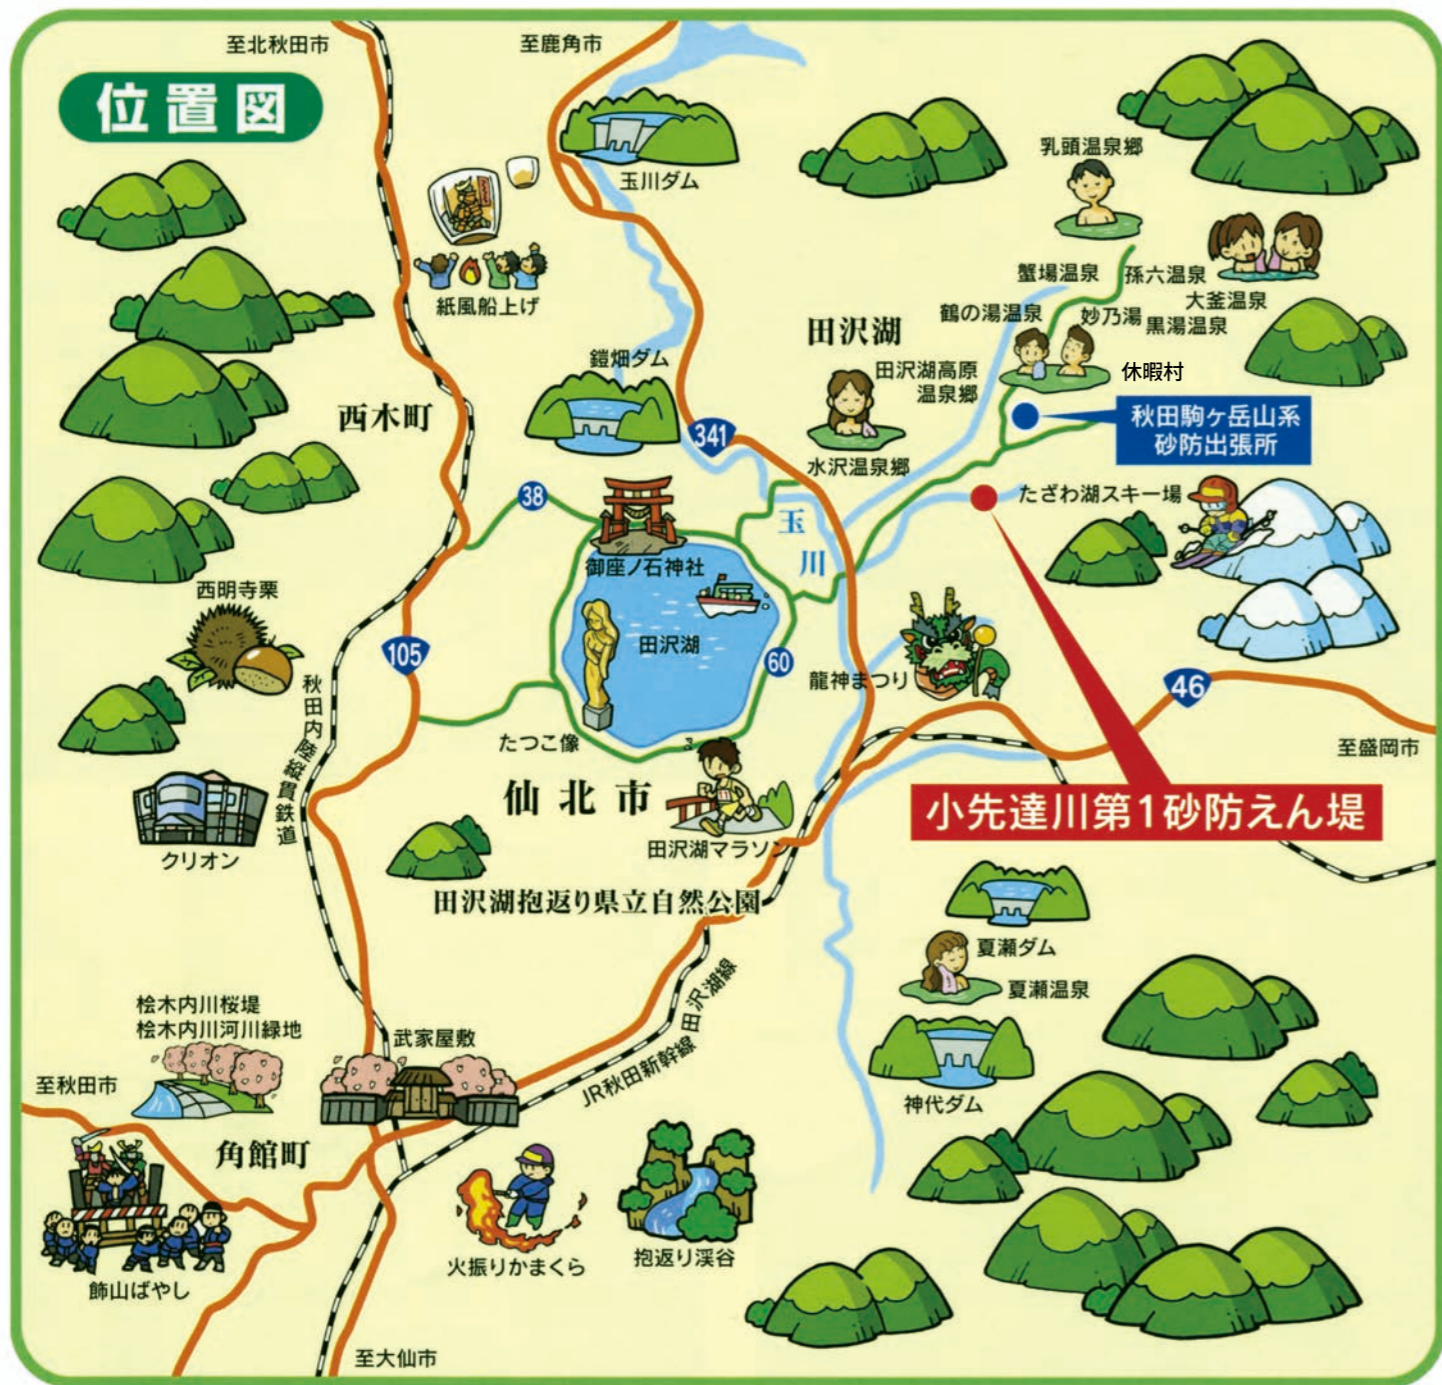 至北秋田市
至鹿角市
位置図
乳頭温泉郷
玉川ダム
蟹場温泉
孫六温泉
大釜温泉
紙風船上げ
鶴の湯温泉
妙乃湯
黒湯温泉
田沢湖
鎧畑ダム
田沢湖高原
温泉郷
休暇村
西木町
秋田駒ヶ岳山系
砂防出張所
341
水沢温泉郷
38
たざわ湖スキー場
玉川
御座ノ石神社
西明寺栗
田沢湖
105
60
龍神まつり
46
秋田内陸縦貫鉄道
たつこ像
至盛岡市
仙北市
小先達川第1砂防えん堤
クリオン
田沢湖マラソン
田沢湖抱返り県立自然公園
夏瀬ダム
夏瀬温泉
桧木内川桜堤
桧木内川河川緑地
武家屋敷
JR秋田新幹線 田沢湖線
至秋田市
神代ダム
角館町
火振りかまくら
抱返り渓谷
飾山ばやし
至大仙市